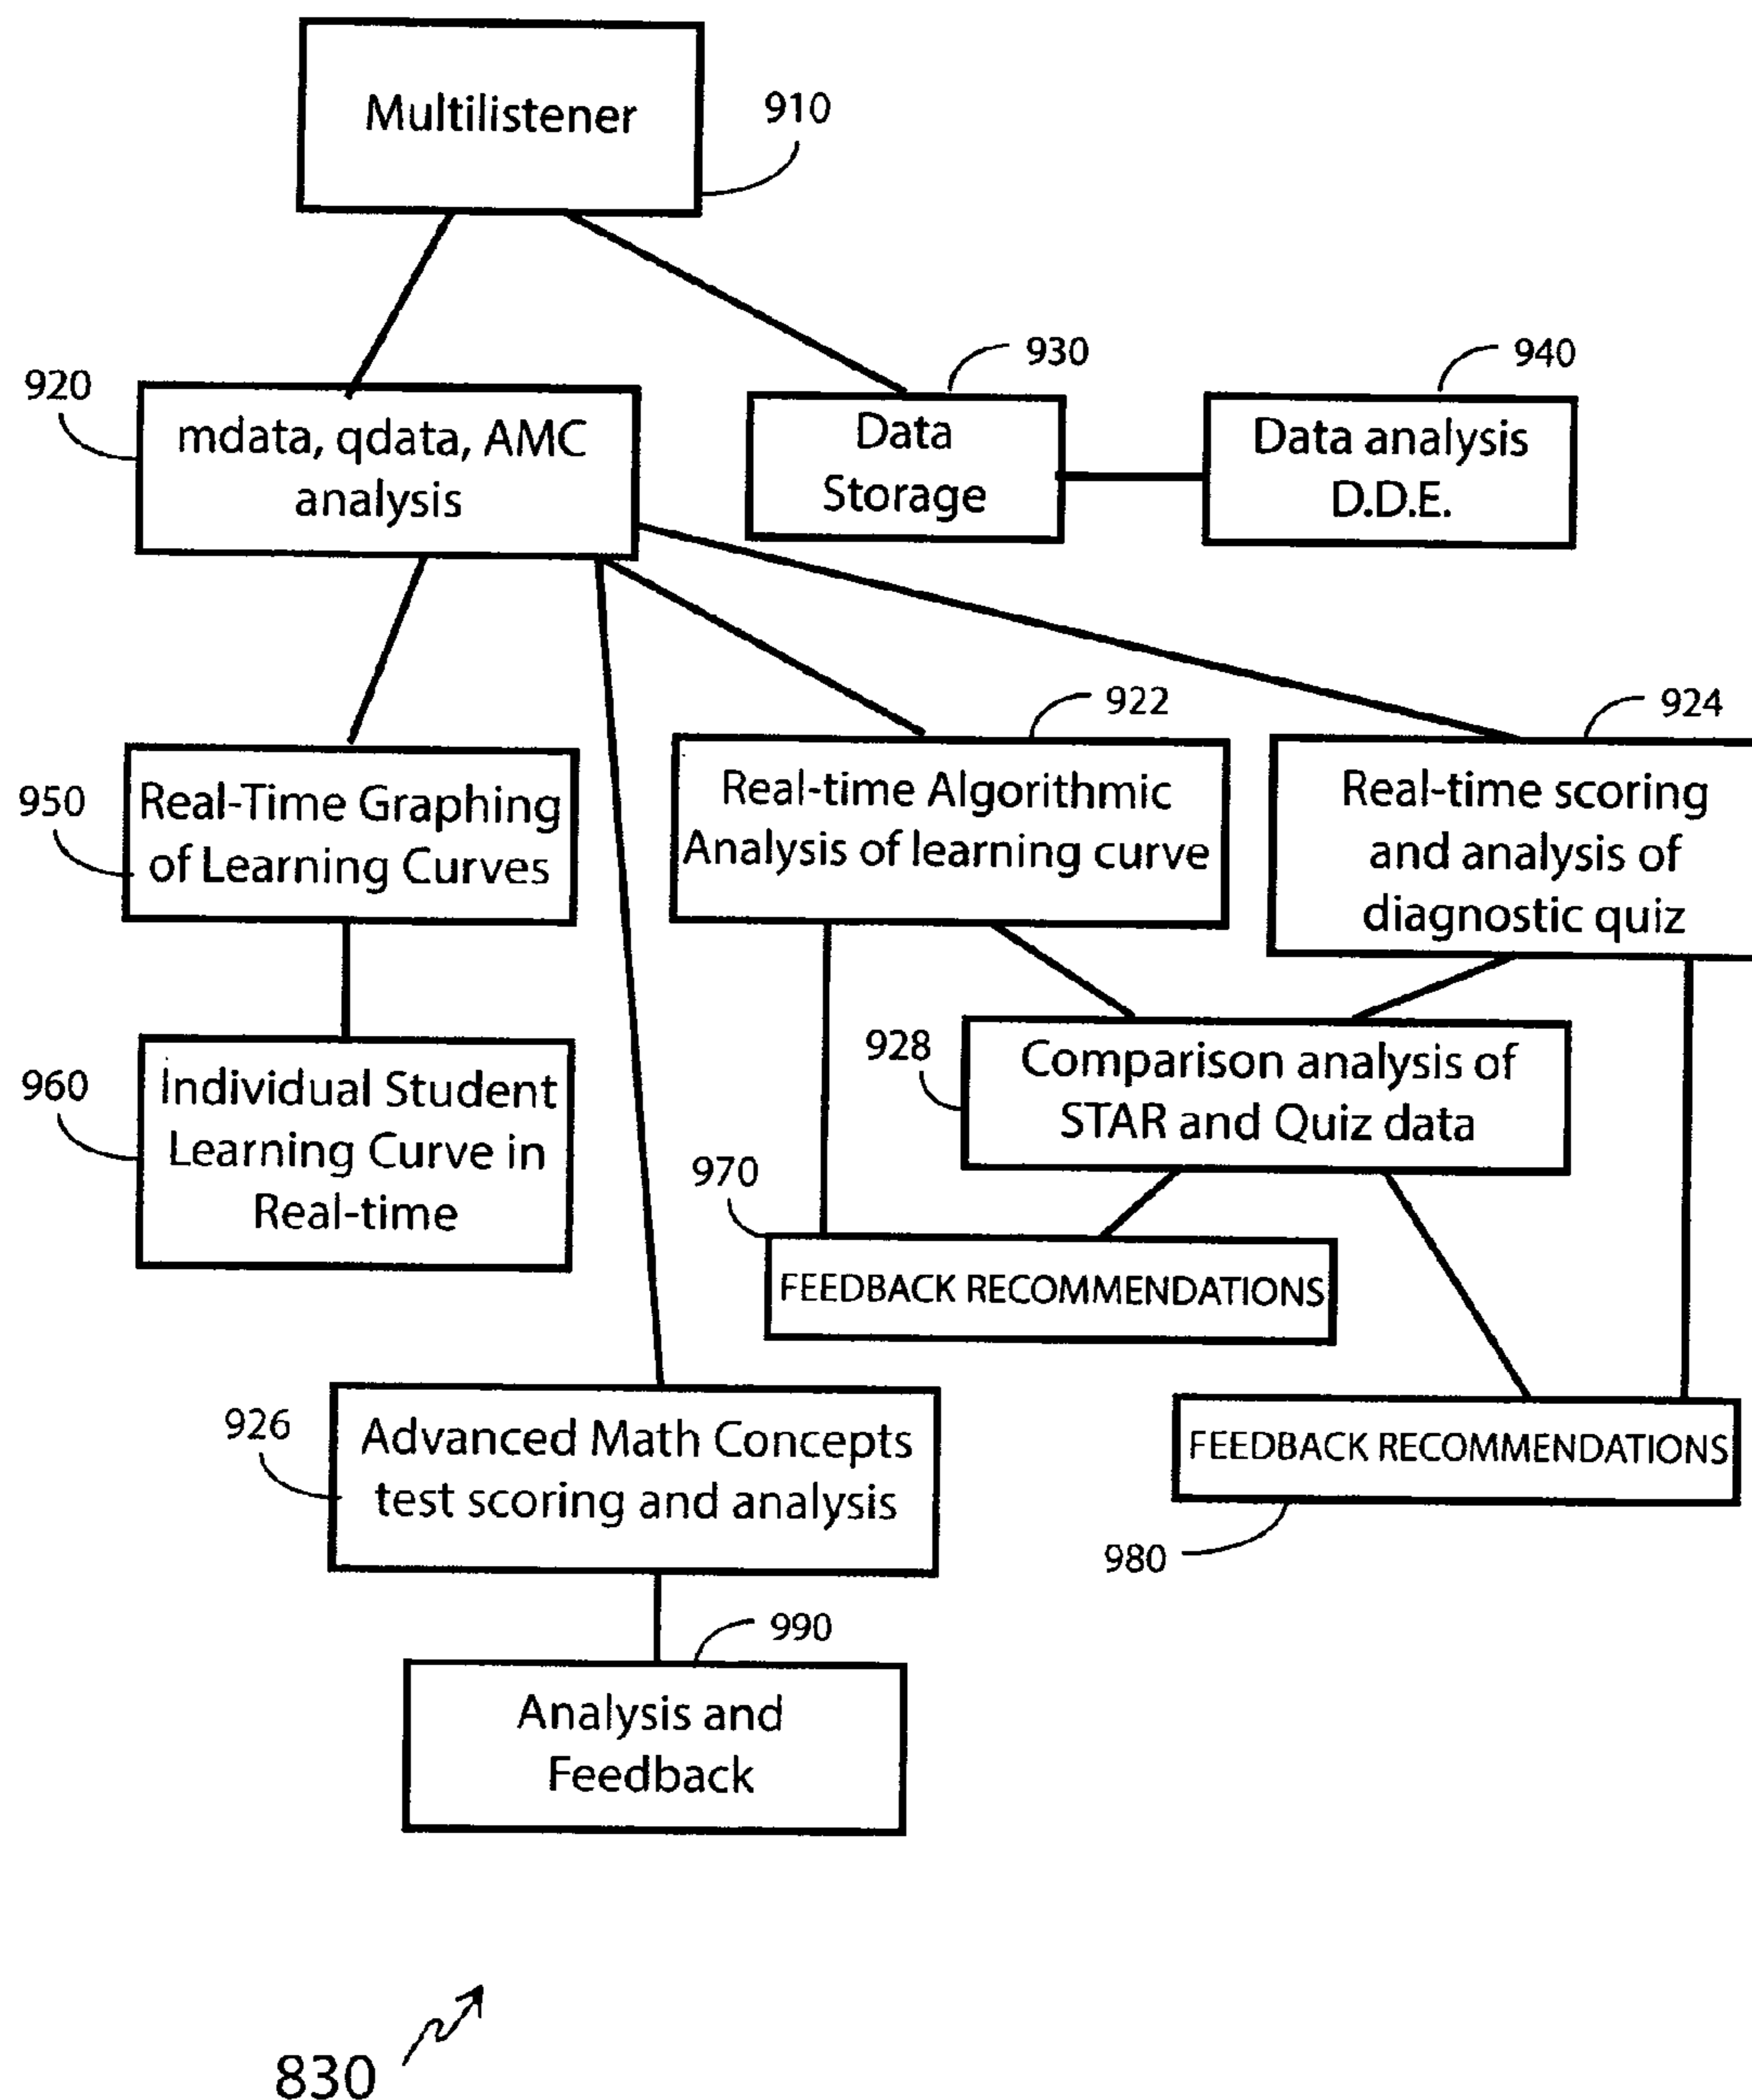 Multilistener
910
930
940
920
mdata, qdata, AMC
analysis
Data
Storage
Data analysis
D.D.E.
922
924
950
Real-Time Graphing
of Learning Curves
Real-time Algorithmic
Analysis of learning curve
Real-time scoring
and analysis of
diagnostic quiz
960
Individual Student
Learning Curve in
Real-time
928
Comparison analysis of
STAR and Quiz data
970
FEEDBACK RECOMMENDATIONS
926
Advanced Math Concepts
test scoring and analysis
FEEDBACK RECOMMENDATIONS
980
990
Analysis and
Feedback
830